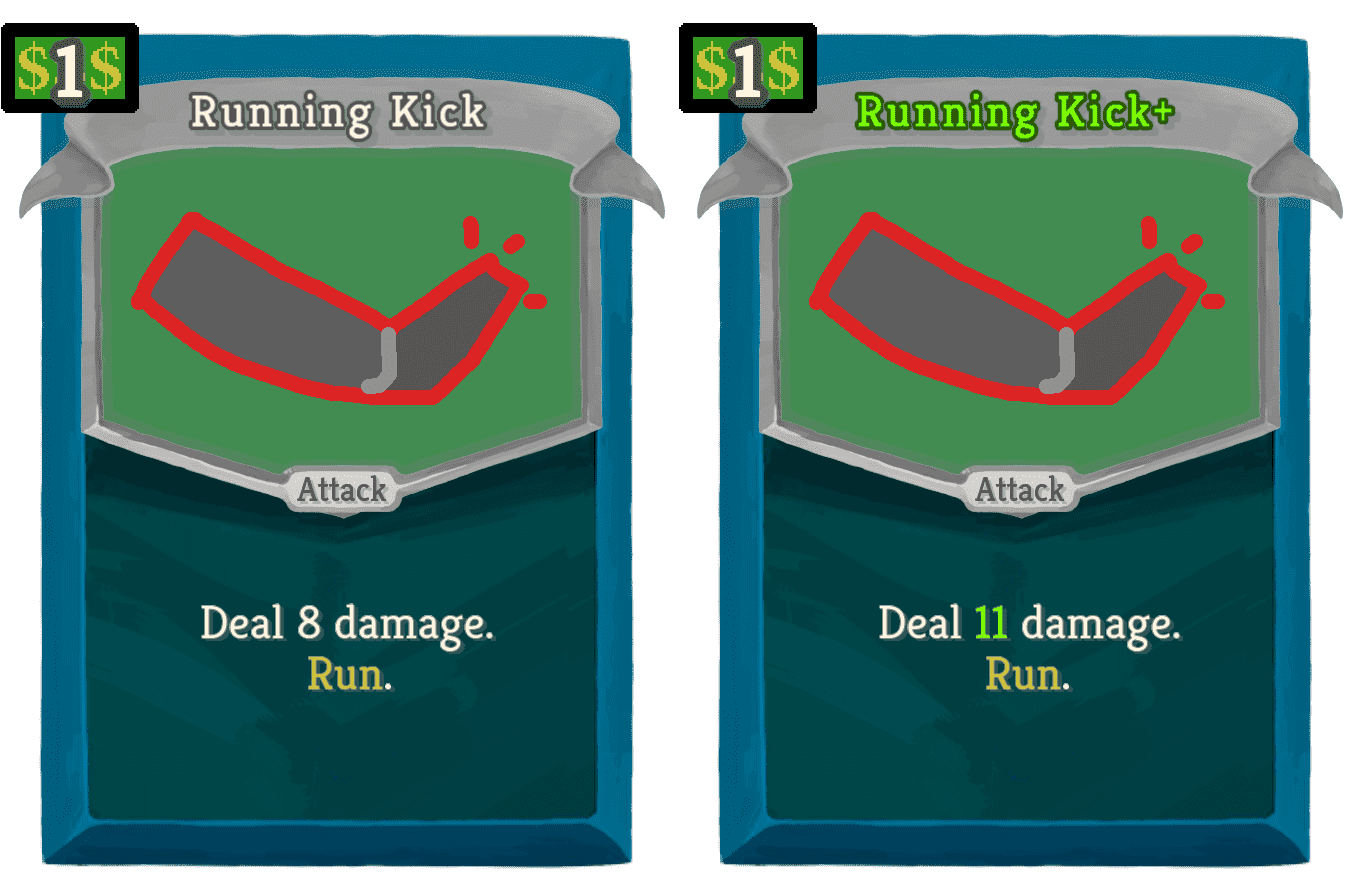 $1$
Running Kick
Attack
Deal 8 damage.
Run.
$1$
Running Kick+
Attack
Deal 11 damage.
Run.